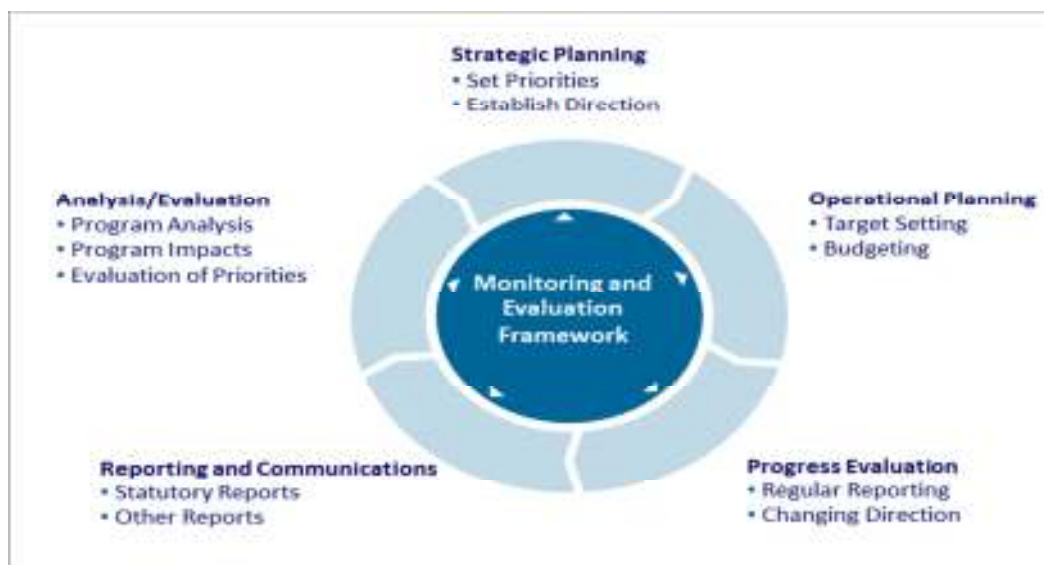 Strategic Planning
• Set Priorities
• Establish Direction
Analysis/Evaluation
• Program Analysis
• Program Impacts
• Evaluation of Priorities
Operational Planning
• Target Setting
• Budgeting
Monitoring and
Evaluation
Framework
Reporting and Communications
• Statutory Reports
• Other Reports
Progress Evaluation
• Regular Reporting
• Changing Direction